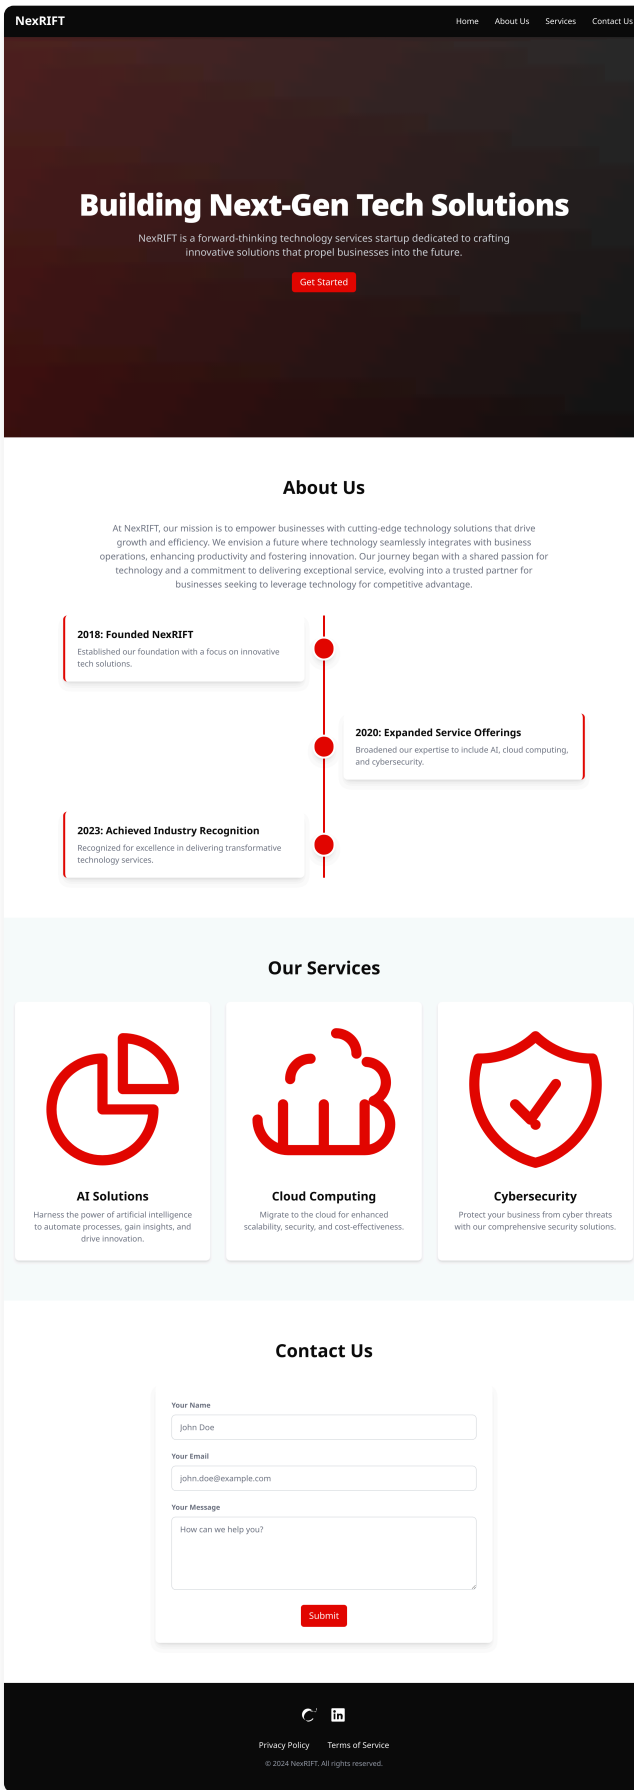 NexRIFT
Home
About Us
Services
Contact Us
Building Next-Gen Tech Solutions
NexRIFT is a forward-thinking technology services startup dedicated to crafting
innovative solutions that propel businesses into the future.
Get Started
About Us
At NexRIFT, our mission is to empower businesses with cutting-edge technology solutions that drive
growth and efficiency. We envision a future where technology seamlessly integrates with business
operations, enhancing productivity and fostering innovation. Our journey began with a shared passion for
technology and a commitment to delivering exceptional service, evolving into a trusted partner for
businesses seeking to leverage technology for competitive advantage.
2018: Founded NexRIFT
Established our foundation with a focus on innovative
tech solutions.
2020: Expanded Service Offerings
Broadened our expertise to include AI, cloud computing,
and cybersecurity.
2023: Achieved Industry Recognition
Recognized for excellence in delivering transformative
technology services.
Our Services
AI Solutions
Harness the power of artificial intelligence
to automate processes, gain insights, and
drive innovation.
Cloud Computing
Migrate to the cloud for enhanced
scalability, security, and cost-effectiveness.
Cybersecurity
Protect your business from cyber threats
with our comprehensive security solutions.
Contact Us
Your Name
John Doe
Your Email
john.doe@example.com
Your Message
How can we help you?
Submit
Privacy Policy
Terms of Service
© 2024 NexRIFT. All rights reserved.